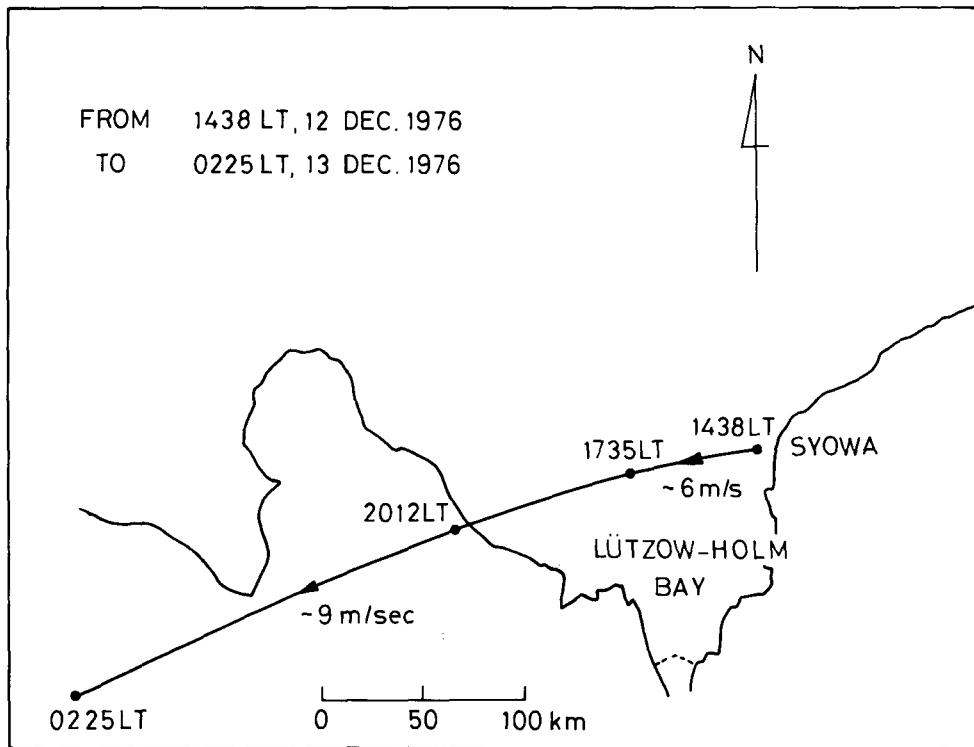 N
FROM 1438 LT, 12 DEC. 1976
TO 0225 LT, 13 DEC. 1976
1438LT
1735LT
SYOWA
~6 m/s
2012LT
LÜTZOW-HOLM
BAY
~9 m/sec
0225LT
0 50 100 km